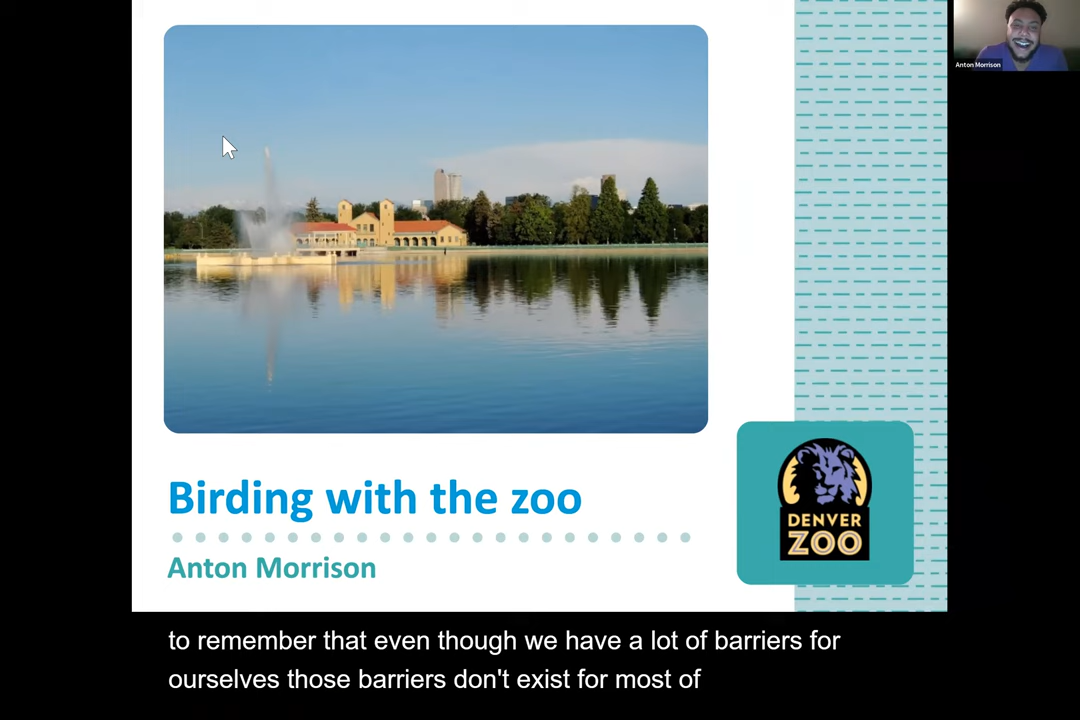 Anton Morrison
Birding with the zoo
Anton Morrison
DENVER
ZOO
to remember that even though we have a lot of barriers for
ourselves those barriers don't exist for most of